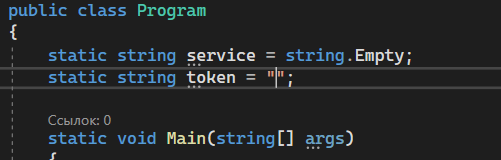 public class Program
{
static string service = string.Empty;
static string token = "";
Ссылок: 0
static void Main(string[] args)
{